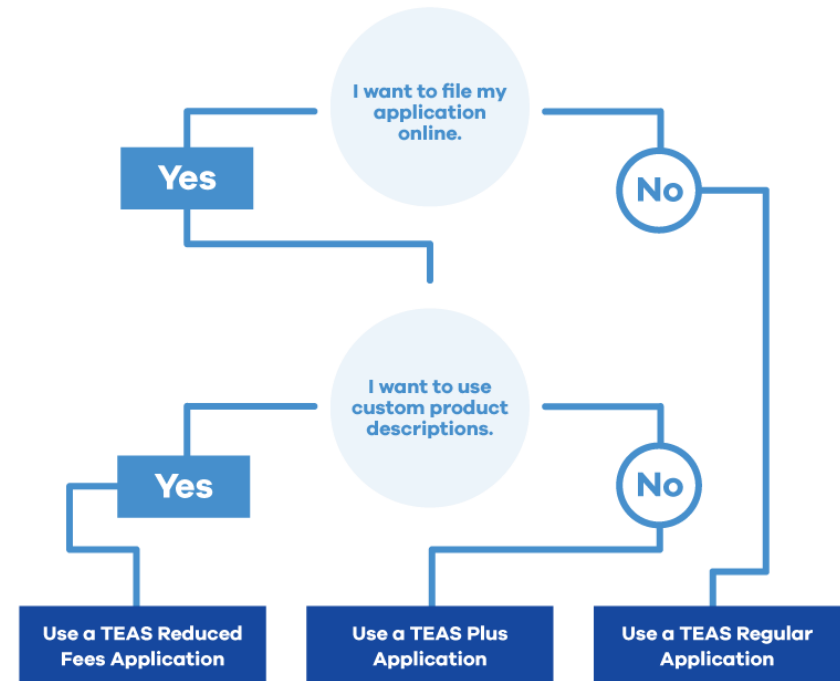 I want to file my
application
online.
Yes
No
I want to use
custom product
descriptions.
Yes
No
Use a TEAS Reduced
Fees Application
Use a TEAS Plus
Application
Use a TEAS Regular
Application